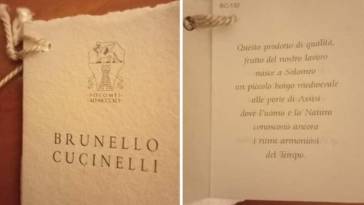 SOLOMEO
BRUNELLO
CUCINELLI
Questo prodotto di qualità,
frutto del nostro lavoro
nasce a Solomeo
un piccolo borgo medioevale
alle porte di Assisi
dove l'uomo e la Natura
conoscono ancora
i ritmi armoniosi
del Tempo.